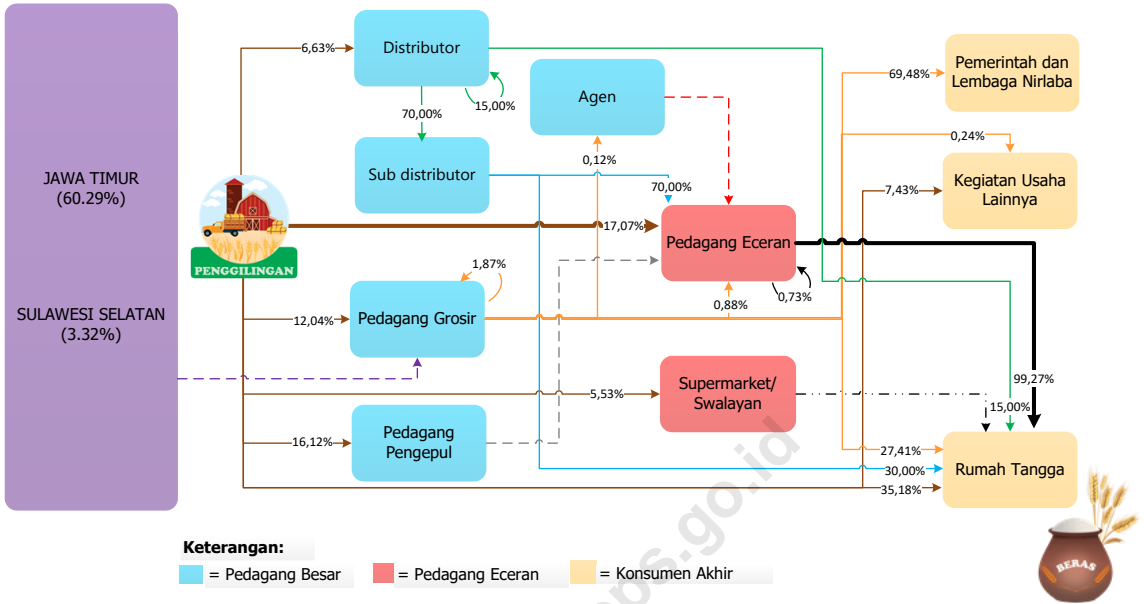 JAWA TIMUR
(60.29%)
SULAWESI SELATAN
(3.32%)
PENGGILINGAN
6,63%
Distributor
15,00%
70,00%
Sub distributor
Agen
0,12%
70,00%
17,07%
Pedagang Eceran
0,73%
0,88%
1,87%
12,04%
Pedagang Grosir
5,53%
Supermarket/
Swalayan
16,12%
Pedagang
Pengepul
69,48%
Pemerintah dan
Lembaga Nirlaba
0,24%
7,43%
Kegiatan Usaha
Lainnya
99,27%
15,00%
27,41%
30,00%
35,18%
Rumah Tangga
BERAS
Keterangan:
= Pedagang Besar
= Pedagang Eceran
= Konsumen Akhir
bps.go.id